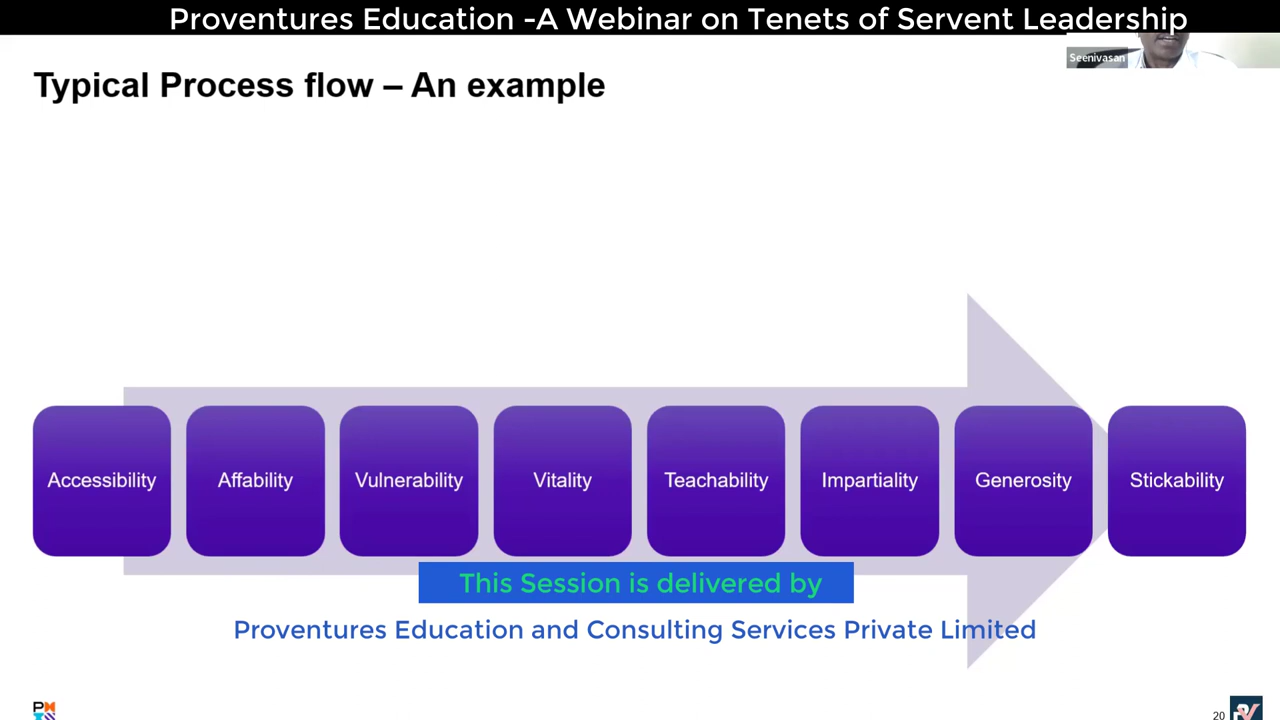 Proventures Education -A Webinar on Tenets of Servent Leadership
Seenivasan
Typical Process flow – An example
Accessibility
Affability
Vulnerability
Vitality
Teachability
Impartiality
Generosity
Stickability
This Session is delivered by
Proventures Education and Consulting Services Private Limited
20